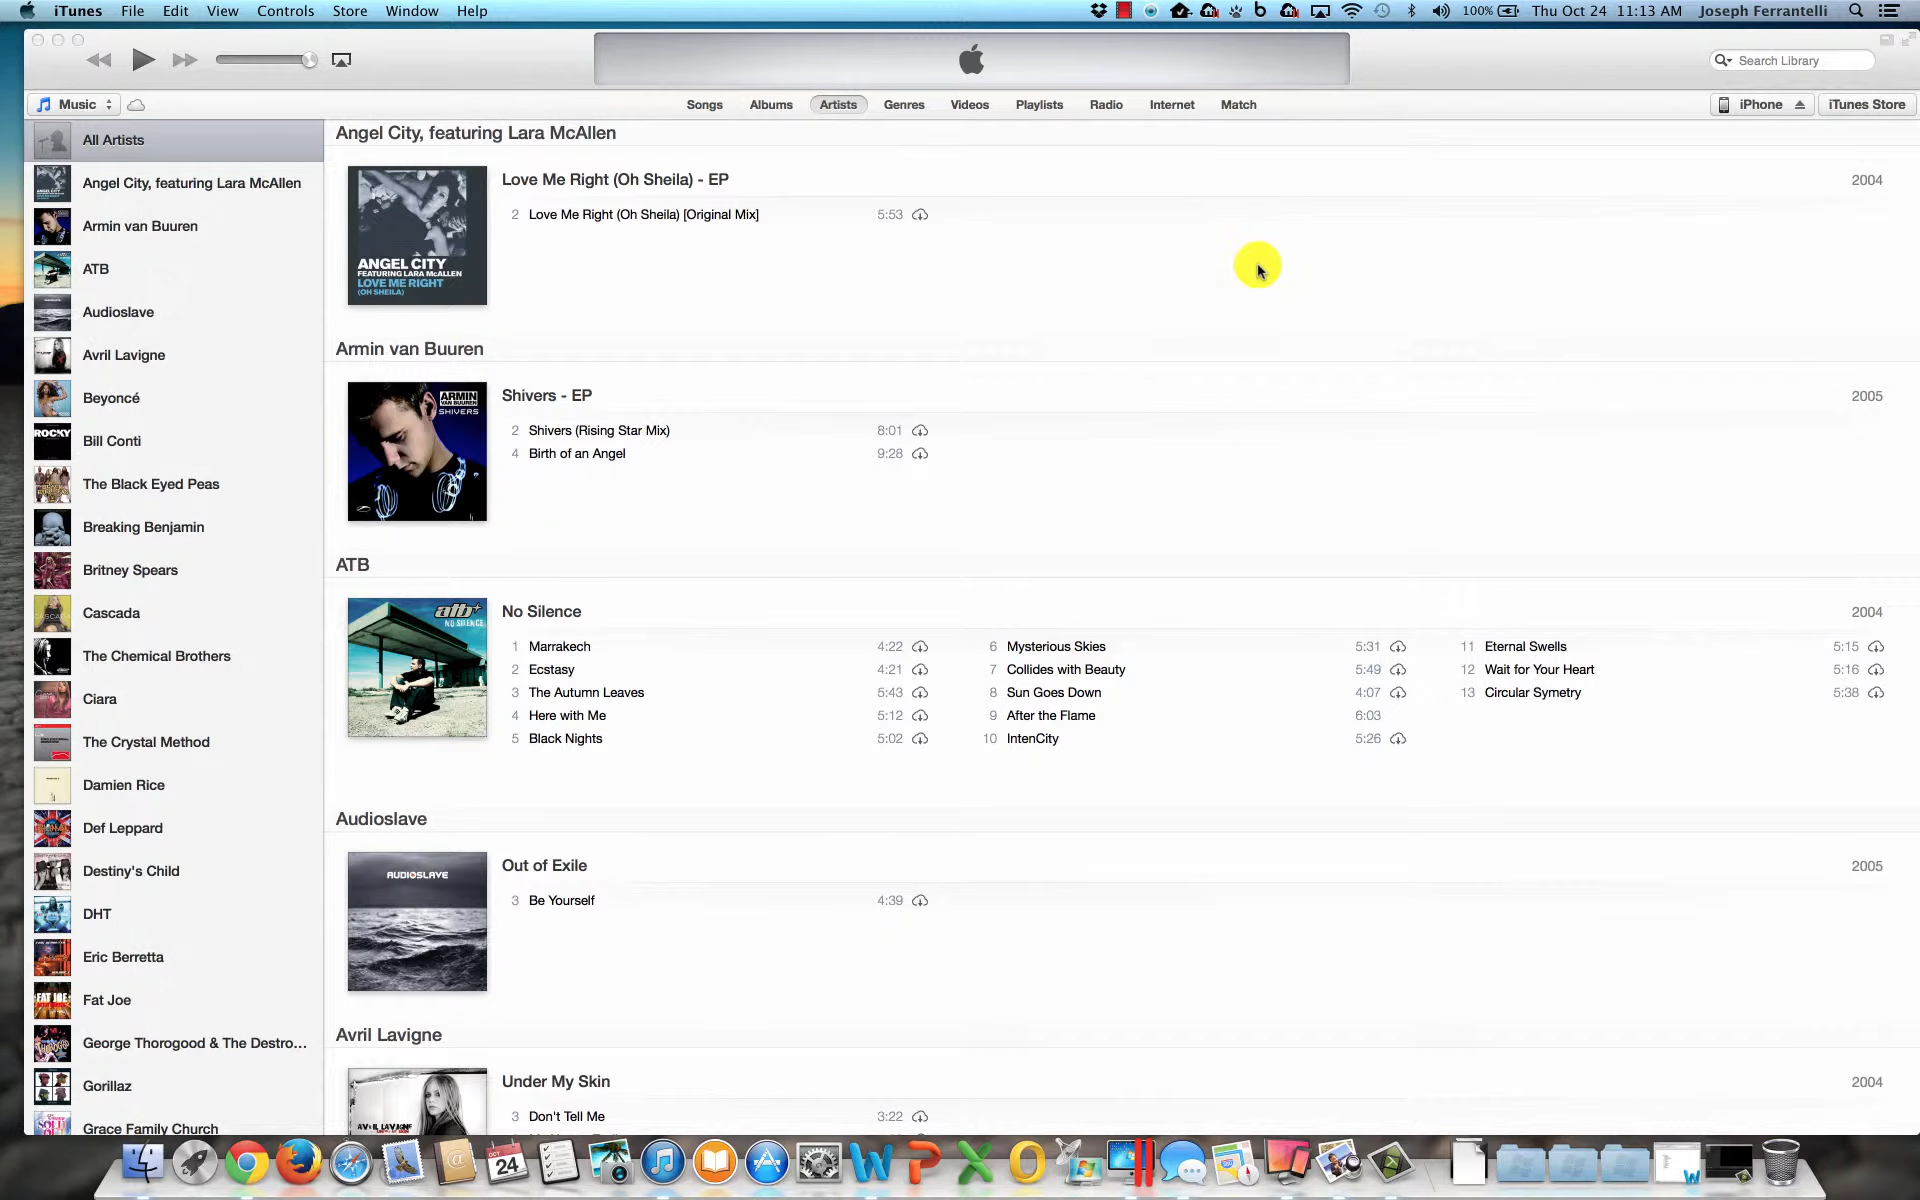 iTunes File Edit View Controls Store Window Help 100% Thu Oct 24 11:13 AM Joseph Ferrantelli
Search Library
Music Songs Albums Artists Genres Videos Playlists Radio Internet Match iPhone iTunes Store
All Artists
Angel City, featuring Lara McAllen
Armin van Buuren
ATB
Audioslave
Avril Lavigne
Beyoncé
Bill Conti
The Black Eyed Peas
Breaking Benjamin
Britney Spears
Cascada
The Chemical Brothers
Ciara
The Crystal Method
Damien Rice
Def Leppard
Destiny's Child
DHT
Eric Berretta
Fat Joe
George Thorogood & The Destro...
Gorillaz
Grace Family Church
Angel City, featuring Lara McAllen
ANGEL CITY
FEATURING LARA McALLEN
LOVE ME RIGHT
(OH SHEILA)
Love Me Right (Oh Sheila) - EP 2004
2 Love Me Right (Oh Sheila) [Original Mix] 5:53
Armin van Buuren
ARMIN
VAN BUUREN
SHIVERS
Shivers - EP 2005
2 Shivers (Rising Star Mix) 8:01
4 Birth of an Angel 9:28
ATB
atb
NO SILENCE
No Silence 2004
1 Marrakech 4:22 6 Mysterious Skies 5:31 11 Eternal Swells 5:15
2 Ecstasy 4:21 7 Collides with Beauty 5:49 12 Wait for Your Heart 5:16
3 The Autumn Leaves 5:43 8 Sun Goes Down 4:07 13 Circular Symetry 5:38
4 Here with Me 5:12 9 After the Flame 6:03
5 Black Nights 5:02 10 IntenCity 5:26
Audioslave
AUDIOSLAVE
Out of Exile 2005
3 Be Yourself 4:39
Avril Lavigne
AVRIL LAVIGNE
Under My Skin 2004
3 Don't Tell Me 3:22
ROCKY
FAT JOE
OCT
24